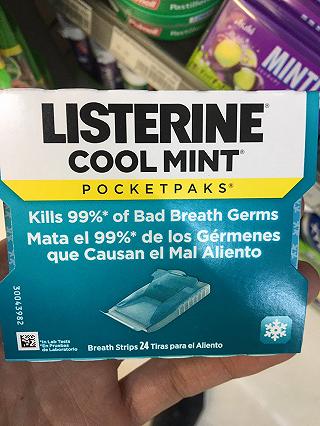 LISTERINE®
COOL MINT®
POCKETPAKS®
Kills 99%* of Bad Breath Germs
Mata el 99%* de los Gérmenes
que Causan el Mal Aliento
30043982
*In Lab Tests
*En Pruebas
de Laboratorio
Breath Strips 24 Tiras para el Aliento
MINTI